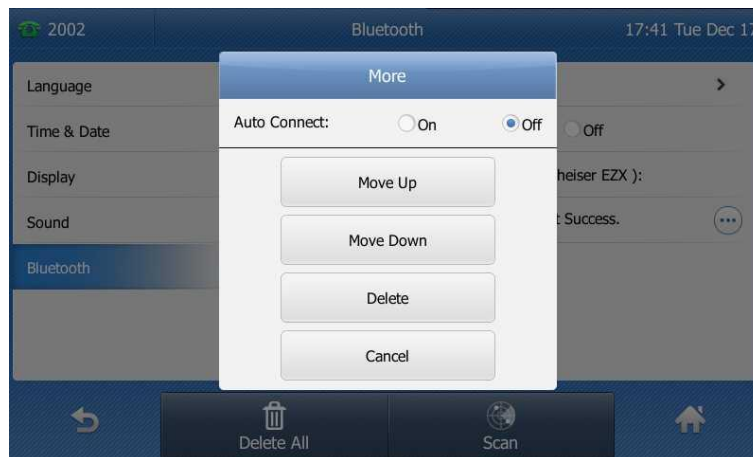 2002 Bluetooth 17:41 Tue Dec 17
More
Language
Auto Connect: On Off
Off
Time & Date
Move Up
Display
heiser EZX ):
Sound
Move Down
t Success.
Bluetooth
Delete
Cancel
Delete All
Scan